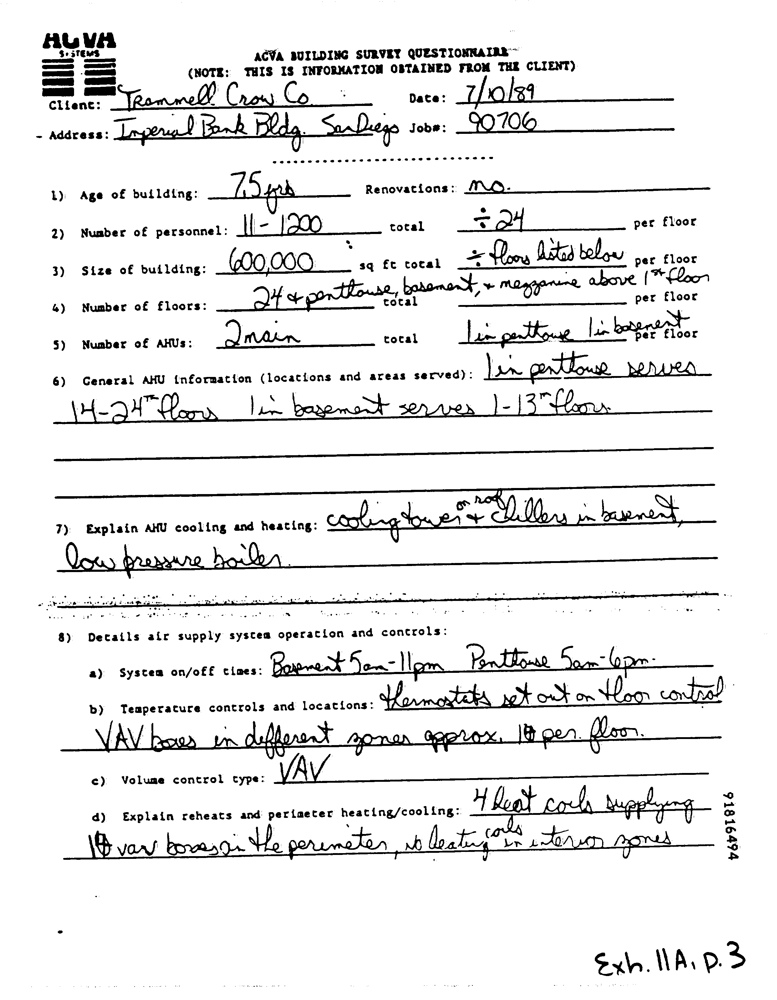 ACVA
SYSTEMS
ACVA BUILDING SURVEY QUESTIONNAIRE
(NOTE: THIS IS INFORMATION OBTAINED FROM THE CLIENT)
Client: Trammell Crow Co Date: 7/10/89
Address: Imperial Bank Bldg. San Diego Job#: 90706
1) Age of building: 7.5 yrs Renovations: no.
2) Number of personnel: 11-1200 total ÷ 24 per floor
3) Size of building: 600,000 sq ft total ÷ floors listed below per floor
4) Number of floors: 24 + penthouse, basement, + mezzanine above 1st floor total per floor
5) Number of AHUs: 2 main total 1 in penthouse 1 in basement per floor
6) General AHU information (locations and areas served): 1 in penthouse serves
14-24th floors 1 in basement serves 1-13th floors.
7) Explain AHU cooling and heating: cooling tower on roof + chillers in basement,
low pressure boiler.
8) Details air supply system operation and controls:
a) System on/off times: Basement 5am-11pm Penthouse 5am-6pm.
b) Temperature controls and locations: thermostats set out on floor control
VAV boxes in different zones approx. per floor.
c) Volume control type: VAV
d) Explain reheats and perimeter heating/cooling: 4 heat coils supplying
vav boxes on the perimeter, no heating coils in interior zones
91816494
Exh. 11A, p. 3